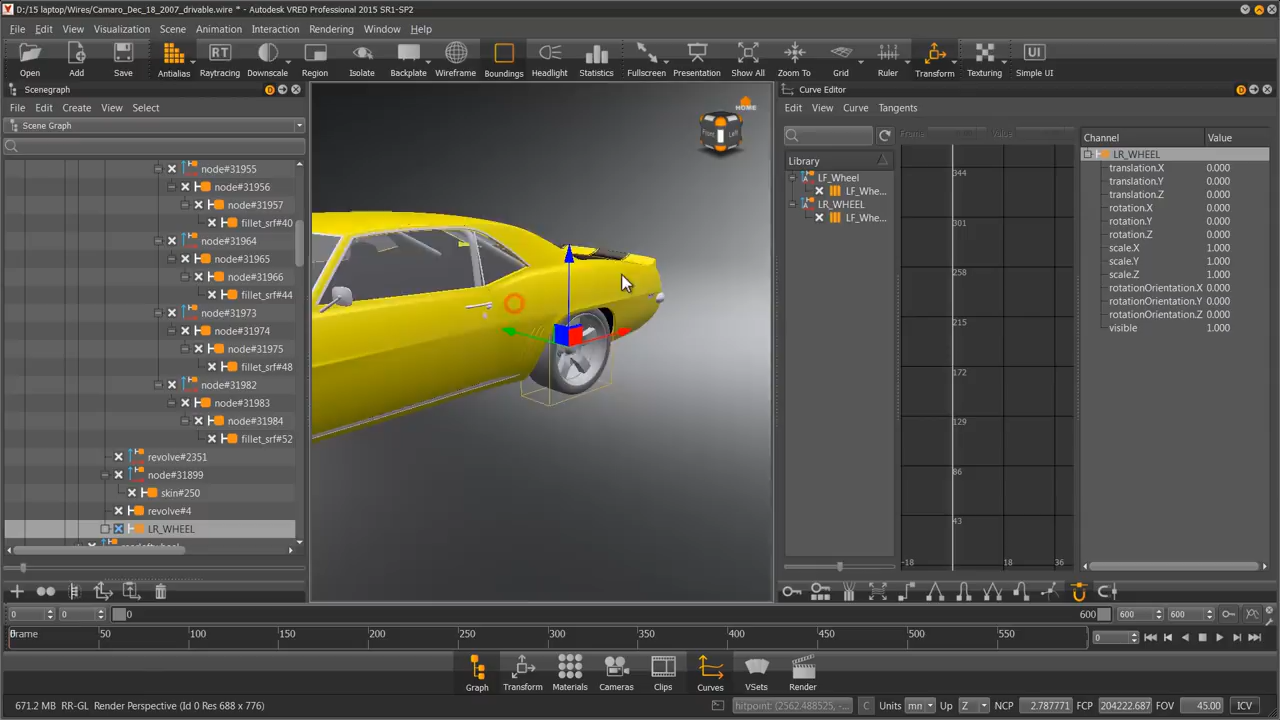 D:/15 laptop/Wires/Camaro_Dec_18_2007_drivable.wire * - Autodesk VRED Professional 2015 SR1-SP2
File Edit View Visualization Scene Animation Interaction Rendering Window Help
RT UI
Open Add Save Antialias Raytracing Downscale Region Isolate Backplate Wireframe Boundings Headlight Statistics Fullscreen Presentation Show All Zoom To Grid Ruler Transform Texturing Simple UI
Scenegraph
File Edit Create View Select
Scene Graph
node#31955
node#31956
node#31957
fillet_srf#40
node#31964
node#31965
node#31966
fillet_srf#44
node#31973
node#31974
node#31975
fillet_srf#48
node#31982
node#31983
node#31984
fillet_srf#52
revolve#2351
node#31899
skin#250
revolve#4
LR_WHEEL
HOME
Front Left
Curve Editor
Edit View Curve Tangents
Frame Value
Library
LF_Wheel
LF_Whe...
LR_WHEEL
LF_Whe...
344
301
258
215
172
129
86
43
-18 18 36
Channel Value
LR_WHEEL
translation.X 0.000
translation.Y 0.000
translation.Z 0.000
rotation.X 0.000
rotation.Y 0.000
rotation.Z 0.000
scale.X 1.000
scale.Y 1.000
scale.Z 1.000
rotationOrientation.X 0.000
rotationOrientation.Y 0.000
rotationOrientation.Z 0.000
visible 1.000
0 0 0 600 600 600
Frame 50 100 150 200 250 300 350 400 450 500 550 0
Graph Transform Materials Cameras Clips Curves VSets Render
671.2 MB RR-GL Render Perspective (Id 0 Res 688 x 776) hitpoint: (2562.488525, -... C Units mm Up Z NCP 2.787771 FCP 204222.687 FOV 45.00 ICV